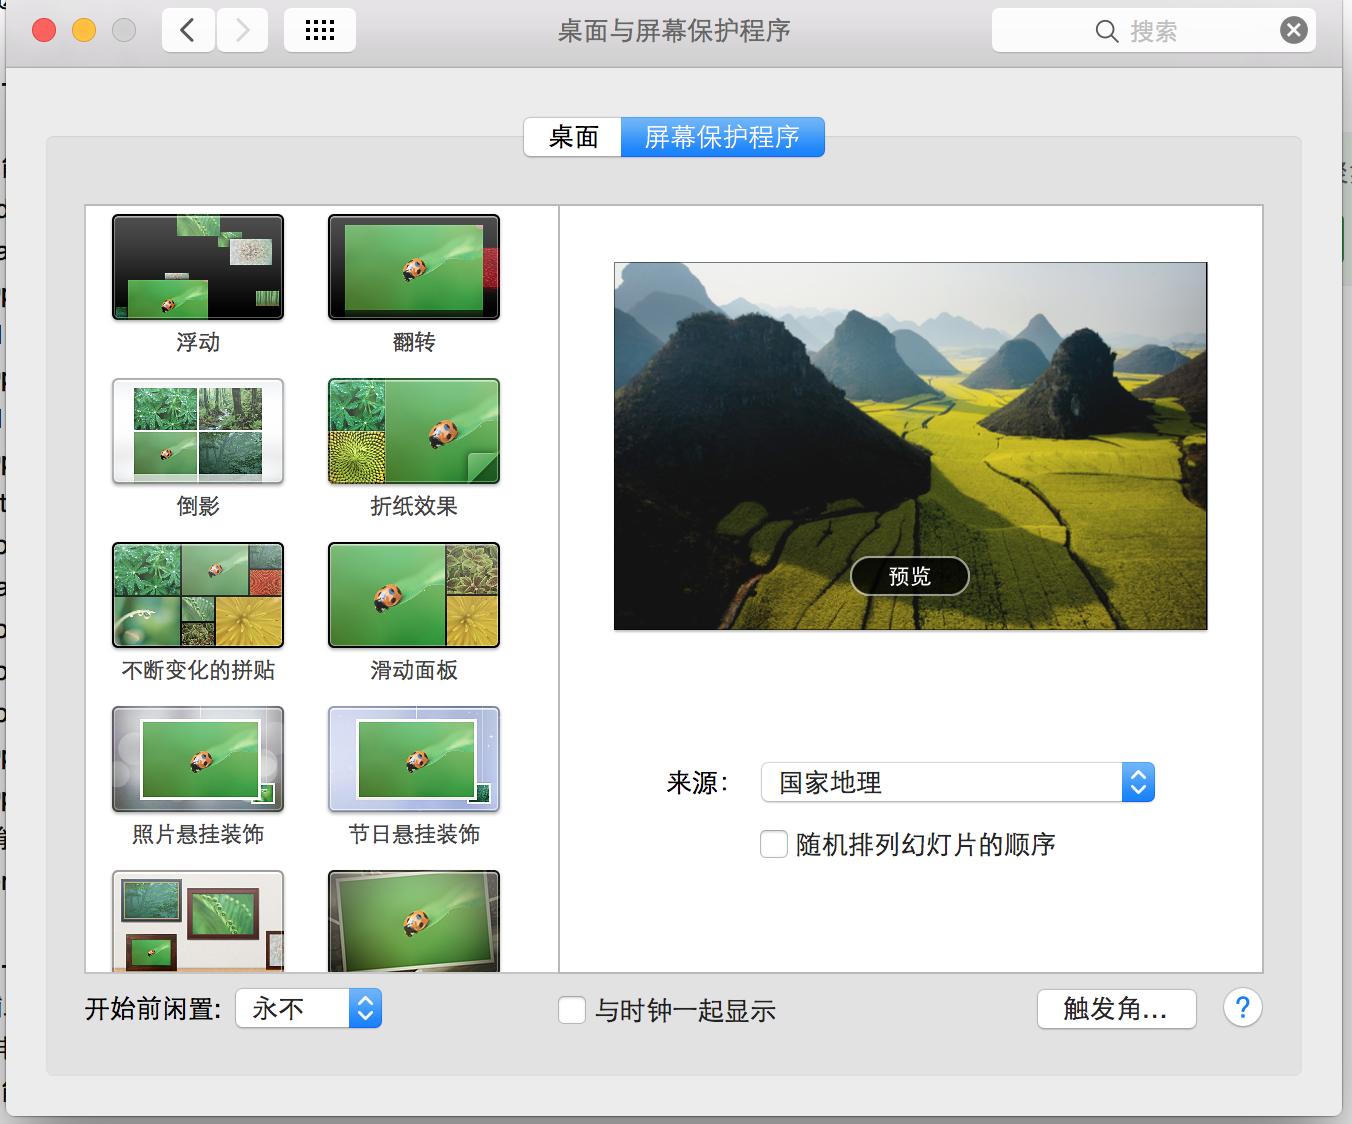 桌面与屏幕保护程序
搜索
桌面
屏幕保护程序
浮动
翻转
倒影
折纸效果
不断变化的拼贴
滑动面板
照片悬挂装饰
节日悬挂装饰
预览
来源：
国家地理
随机排列幻灯片的顺序
开始前闲置:
永不
与时钟一起显示
触发角...
?